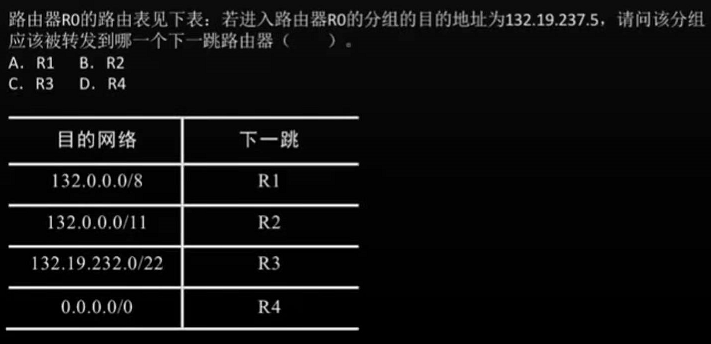 路由器R0的路由表见下表：若进入路由器R0的分组的目的地址为132.19.237.5，请问该分组
应该被转发到哪一个下一跳路由器（　　）。
A. R1　B. R2
C. R3　D. R4
目的网络　下一跳
132.0.0.0/8　R1
132.0.0.0/11　R2
132.19.232.0/22　R3
0.0.0.0/0　R4